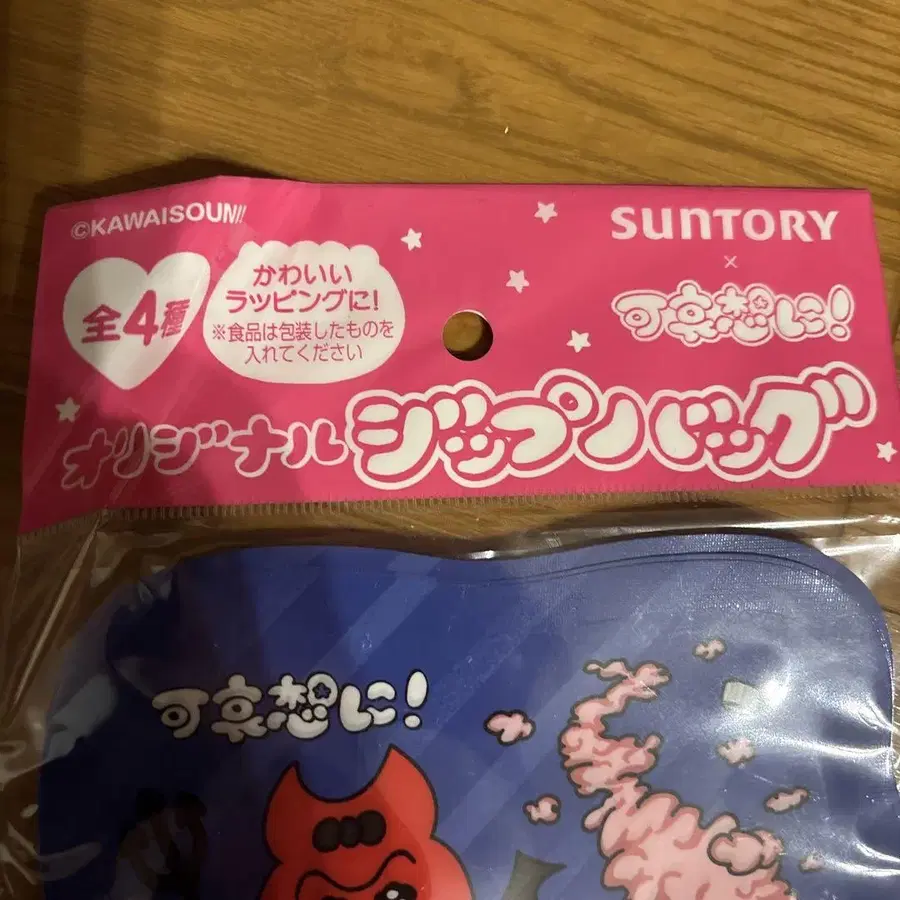 ©KAWAISOUNI!
SUNTORY
×
可哀想に!
全4種
かわいい
ラッピングに!
※食品は包装したものを
入れてください
オリジナル ジップバッグ
可哀想に!